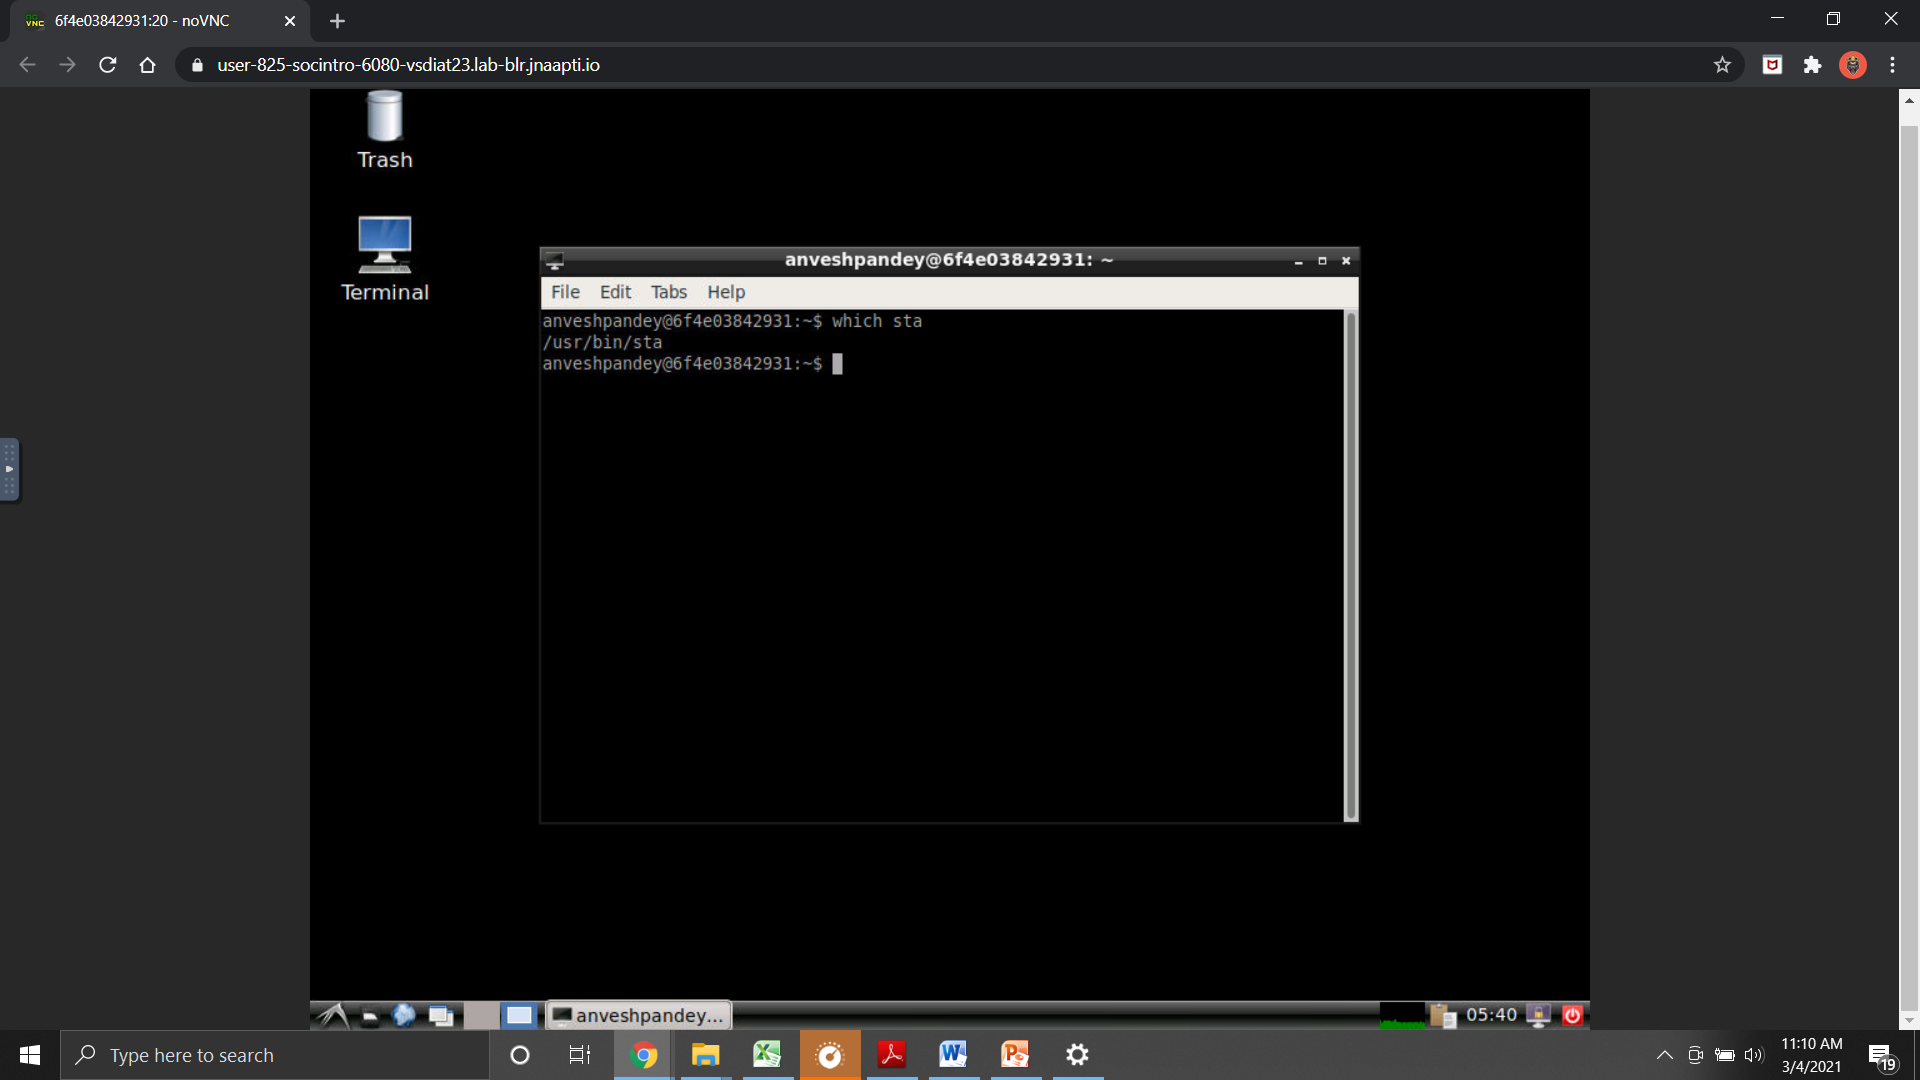 6f4e03842931:20 - noVNC
user-825-socintro-6080-vsdiat23.lab-blr.jnaapti.io
Trash
Terminal
anveshpandey@6f4e03842931: ~
File Edit Tabs Help
anveshpandey@6f4e03842931:~$ which sta
/usr/bin/sta
anveshpandey@6f4e03842931:~$
anveshpandey...
05:40
Type here to search
11:10 AM
3/4/2021
19